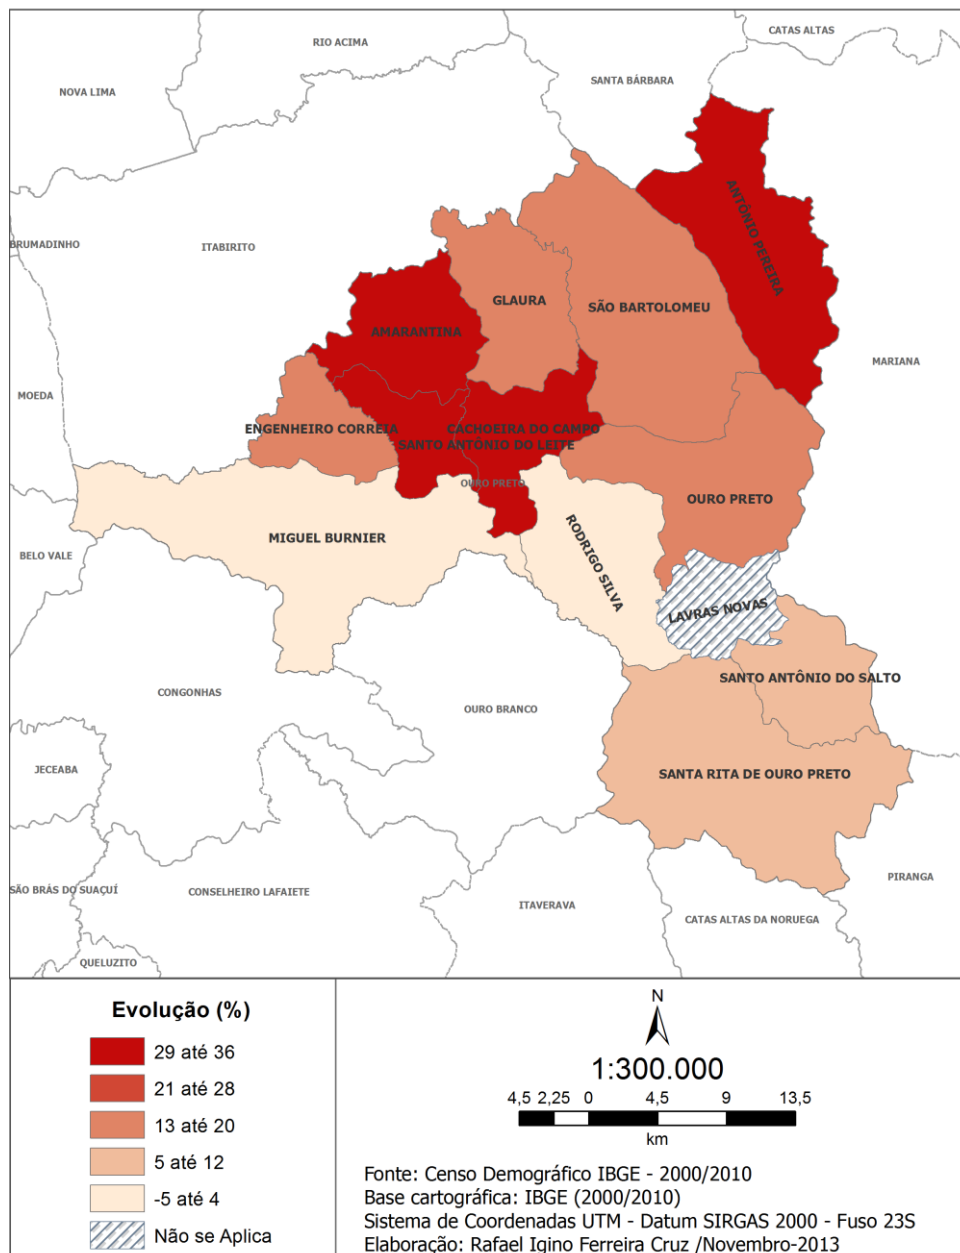 CATAS ALTAS
RIO ACIMA
SANTA BÁRBARA
NOVA LIMA
ANTÔNIO PEREIRA
BRUMADINHO
ITABIRITO
GLAURA
SÃO BARTOLOMEU
AMARANTINA
MARIANA
MOEDA
ENGENHEIRO CORREIA
CACHOEIRA DO CAMPO
SANTO ANTÔNIO DO LEITE
OURO PRETO
OURO PRETO
MIGUEL BURNIER
RODRIGO SILVA
BELO VALE
LAVRAS NOVAS
SANTO ANTÔNIO DO SALTO
CONGONHAS
OURO BRANCO
JECEABA
SANTA RITA DE OURO PRETO
SÃO BRÁS DO SUAÇUÍ
CONSELHEIRO LAFAIETE
ITAVERAVA
PIRANGA
CATAS ALTAS DA NORUEGA
QUELUZITO
Evolução (%)
29 até 36
21 até 28
13 até 20
5 até 12
-5 até 4
Não se Aplica
N
1:300.000
4,5 2,25 0 4,5 9 13,5
km
Fonte: Censo Demográfico IBGE - 2000/2010
Base cartográfica: IBGE (2000/2010)
Sistema de Coordenadas UTM - Datum SIRGAS 2000 - Fuso 23S
Elaboração: Rafael Igino Ferreira Cruz /Novembro-2013